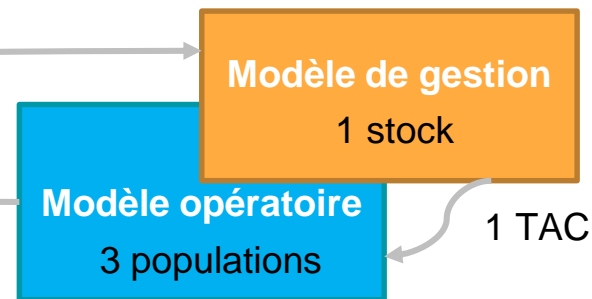 Modèle de gestion
1 stock
Modèle opératoire
3 populations
1 TAC